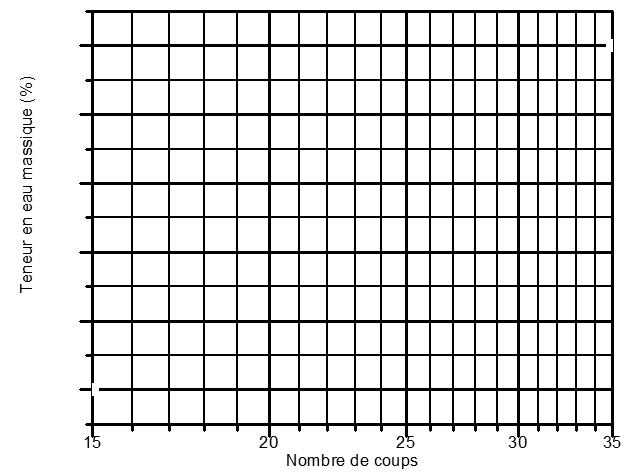 Teneur en eau massique (%)
15 20 25 30 35
Nombre de coups